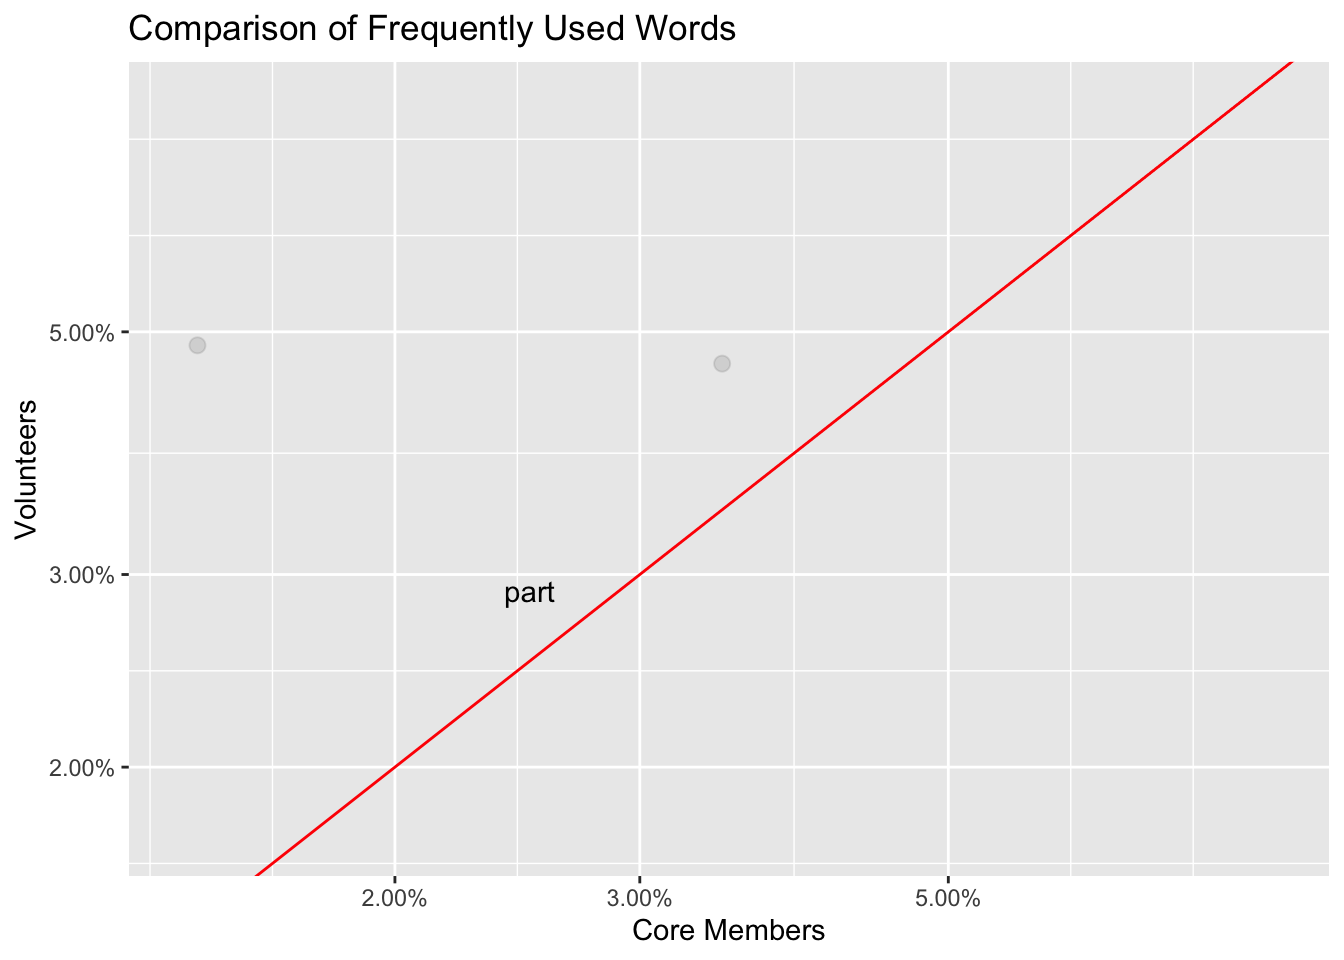 Comparison of Frequently Used Words
Volunteers
5.00%
3.00%
2.00%
part
2.00%
3.00%
5.00%
Core Members